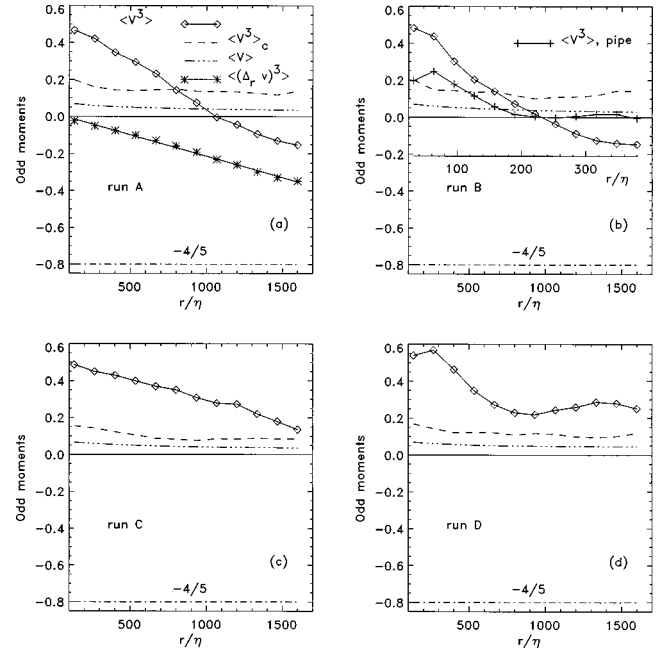 <V³>
<V³>c
<V>
<(Δr v)³>
0.6
0.4
0.2
0.0
−0.2
−0.4
−0.6
−0.8
Odd moments
run A
(a)
−4/5
500 1000 1500
r/η
<V³>, pipe
0.6
0.4
0.2
0.0
−0.2
−0.4
−0.6
−0.8
Odd moments
100 200 300 r/η
run B
(b)
−4/5
500 1000 1500
r/η
0.6
0.4
0.2
0.0
−0.2
−0.4
−0.6
−0.8
Odd moments
run C
(c)
−4/5
500 1000 1500
r/η
0.6
0.4
0.2
0.0
−0.2
−0.4
−0.6
−0.8
Odd moments
run D
(d)
−4/5
500 1000 1500
r/η